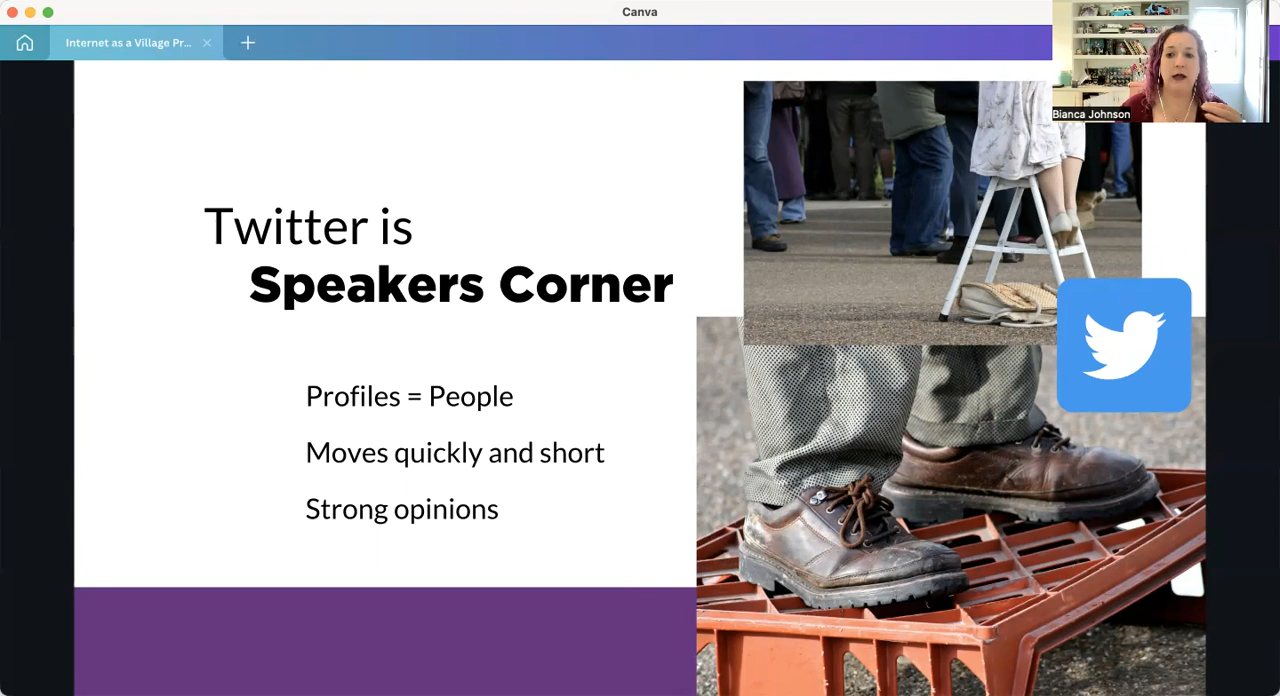 Canva
Internet as a Village Pr...
Bianca Johnson
Twitter is
Speakers Corner
Profiles = People
Moves quickly and short
Strong opinions